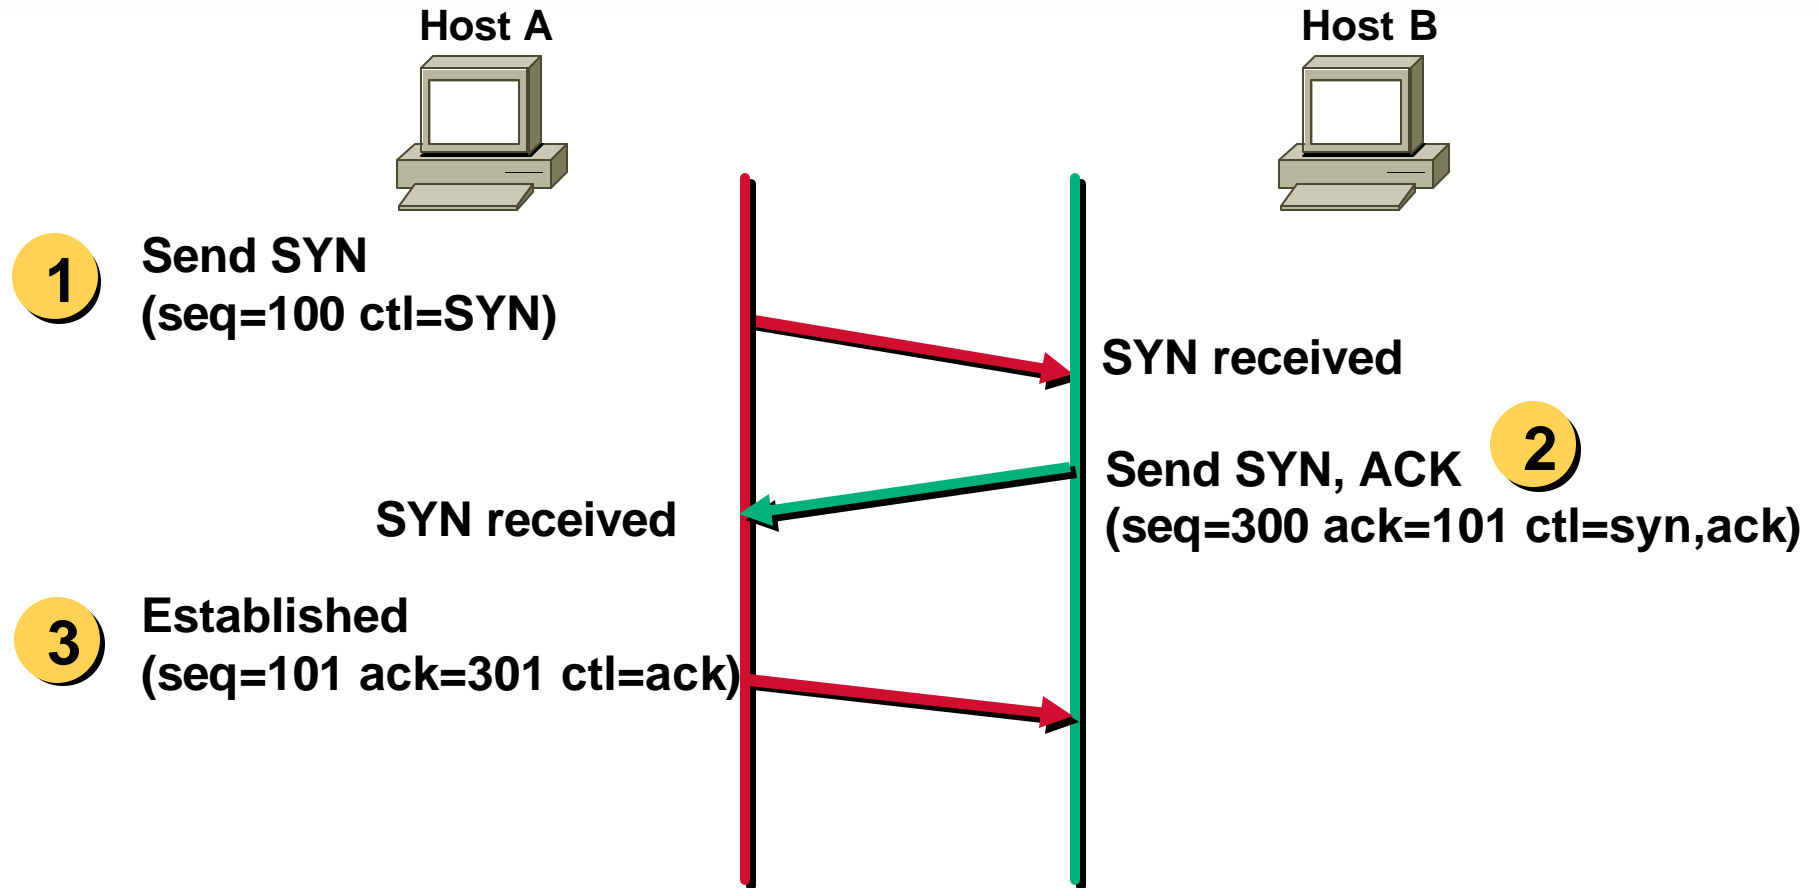 Host A
Host B
1
Send SYN
(seq=100 ctl=SYN)
SYN received
2
Send SYN, ACK
(seq=300 ack=101 ctl=syn,ack)
SYN received
3
Established
(seq=101 ack=301 ctl=ack)